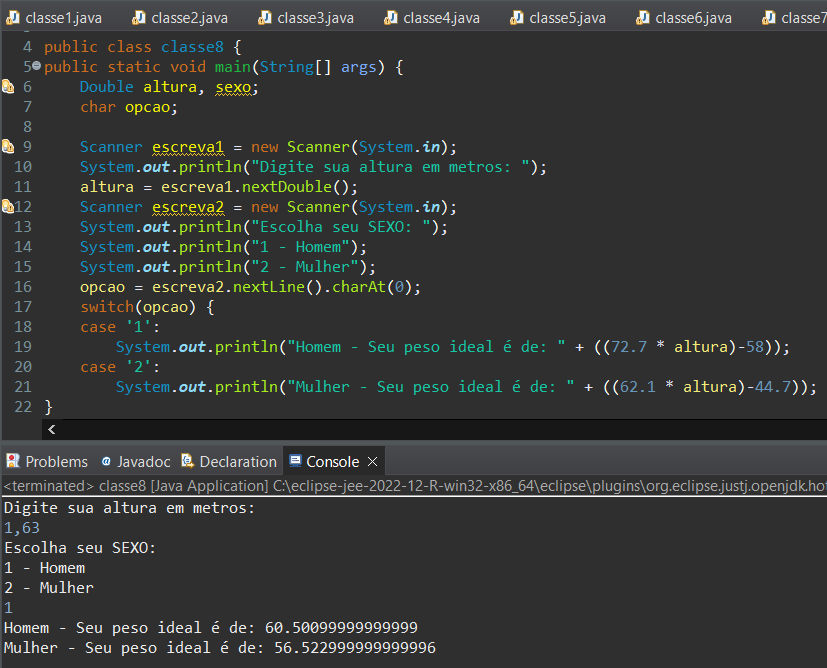 classe1.java classe2.java classe3.java classe4.java classe5.java classe6.java classe7
4 public class classe8 {
5 public static void main(String[] args) {
6 Double altura, sexo;
7 char opcao;
8
9 Scanner escreva1 = new Scanner(System.in);
10 System.out.println("Digite sua altura em metros: ");
11 altura = escreva1.nextDouble();
12 Scanner escreva2 = new Scanner(System.in);
13 System.out.println("Escolha seu SEXO: ");
14 System.out.println("1 - Homem");
15 System.out.println("2 - Mulher");
16 opcao = escreva2.nextLine().charAt(0);
17 switch(opcao) {
18 case '1':
19 System.out.println("Homem - Seu peso ideal é de: " + ((72.7 * altura)-58));
20 case '2':
21 System.out.println("Mulher - Seu peso ideal é de: " + ((62.1 * altura)-44.7));
22 }
Problems Javadoc Declaration Console
<terminated> classe8 [Java Application] C:\eclipse-jee-2022-12-R-win32-x86_64\eclipse\plugins\org.eclipse.justj.openjdk.hot
Digite sua altura em metros:
1,63
Escolha seu SEXO:
1 - Homem
2 - Mulher
1
Homem - Seu peso ideal é de: 60.50099999999999
Mulher - Seu peso ideal é de: 56.522999999999996